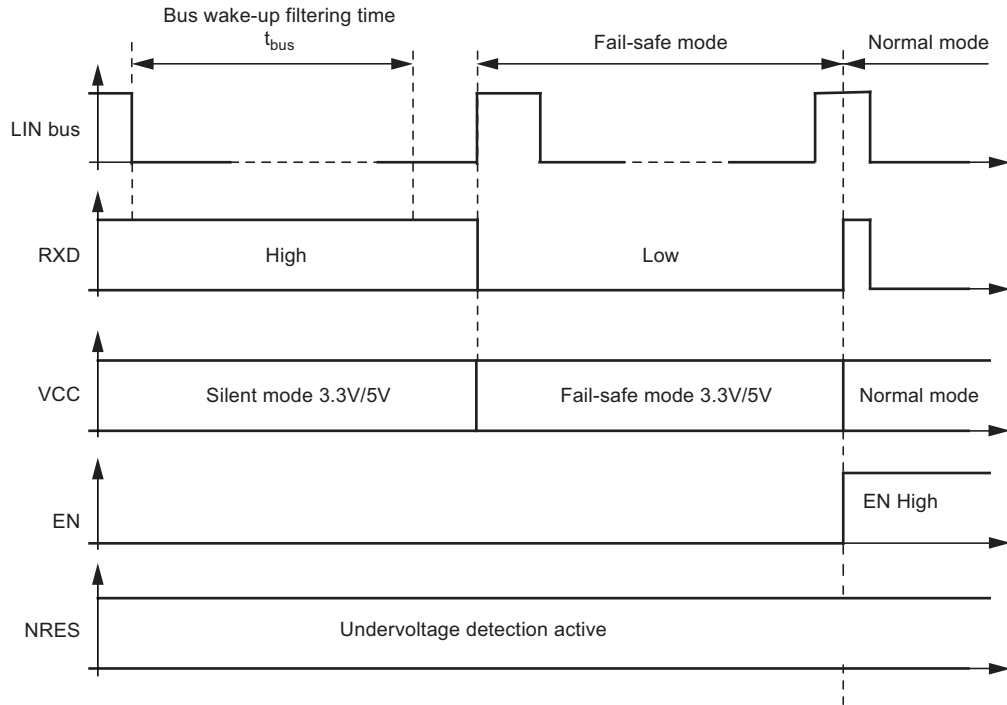 Bus wake-up filtering time
t_bus
Fail-safe mode
Normal mode
LIN bus
RXD
High
Low
VCC
Silent mode 3.3V/5V
Fail-safe mode 3.3V/5V
Normal mode
EN
EN High
NRES
Undervoltage detection active